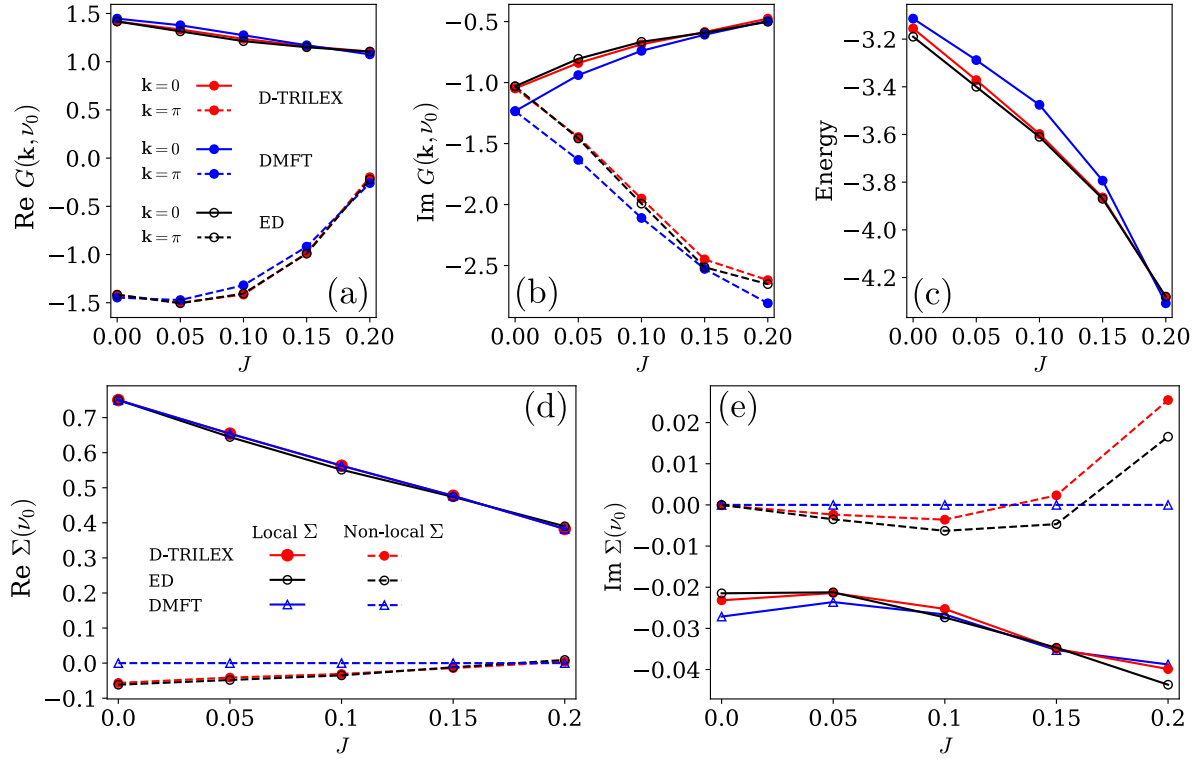 1.5
1.0
0.5
0.0
−0.5
−1.0
−1.5
Re G(k, ν₀)
k = 0
k = π
D-TRILEX
k = 0
k = π
DMFT
k = 0
k = π
ED
(a)
0.00 0.05 0.10 0.15 0.20
J
−0.5
−1.0
−1.5
−2.0
−2.5
Im G(k, ν₀)
(b)
0.00 0.05 0.10 0.15 0.20
J
−3.2
−3.6
−3.8
−4.0
−4.2
−3.4
Energy
(c)
0.00 0.05 0.10 0.15 0.20
J
0.7
0.6
0.5
0.4
0.3
0.2
0.1
0.0
−0.1
Re Σ(ν₀)
(d)
Local Σ Non-local Σ
D-TRILEX
ED
DMFT
0.0 0.05 0.1 0.15 0.2
J
0.02
0.01
0.00
−0.01
−0.02
−0.03
−0.04
Im Σ(ν₀)
(e)
0.0 0.05 0.1 0.15 0.2
J